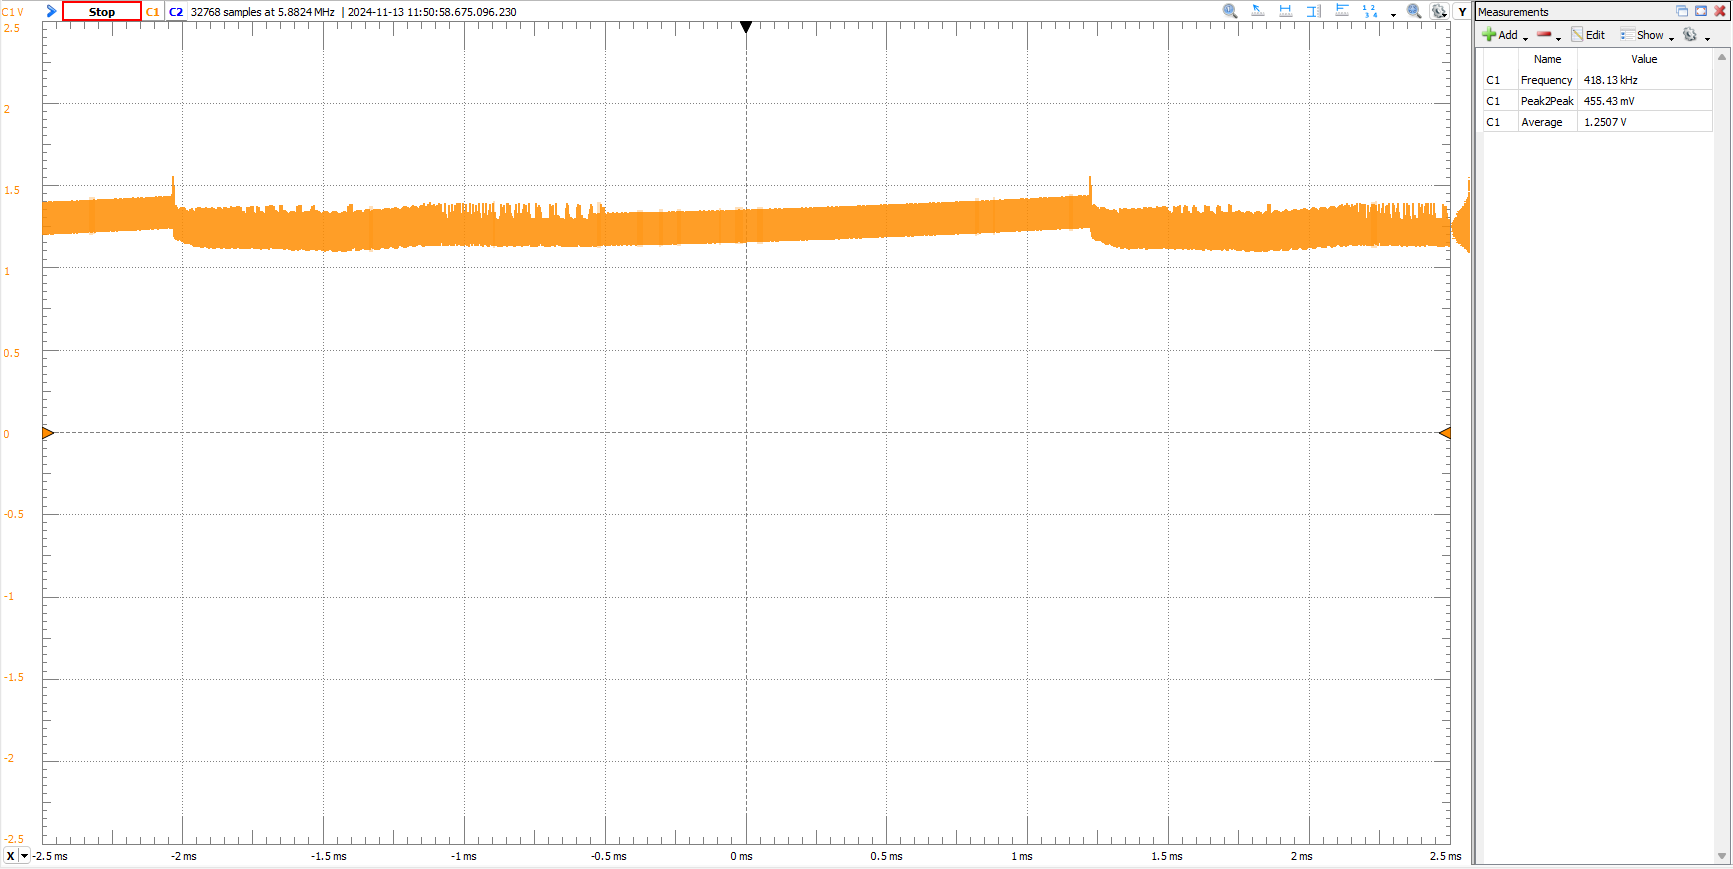 C1 V Stop C1 C2 32768 samples at 5.8824 MHz | 2024-11-13 11:50:58.675.096.230 Y
Measurements
Add Edit Show
Name Value
C1 Frequency 418.13 kHz
C1 Peak2Peak 455.43 mV
C1 Average 1.2507 V
2.5
2
1.5
1
0.5
0
-0.5
-1
-1.5
-2
-2.5
X -2.5 ms -2 ms -1.5 ms -1 ms -0.5 ms 0 ms 0.5 ms 1 ms 1.5 ms 2 ms 2.5 ms